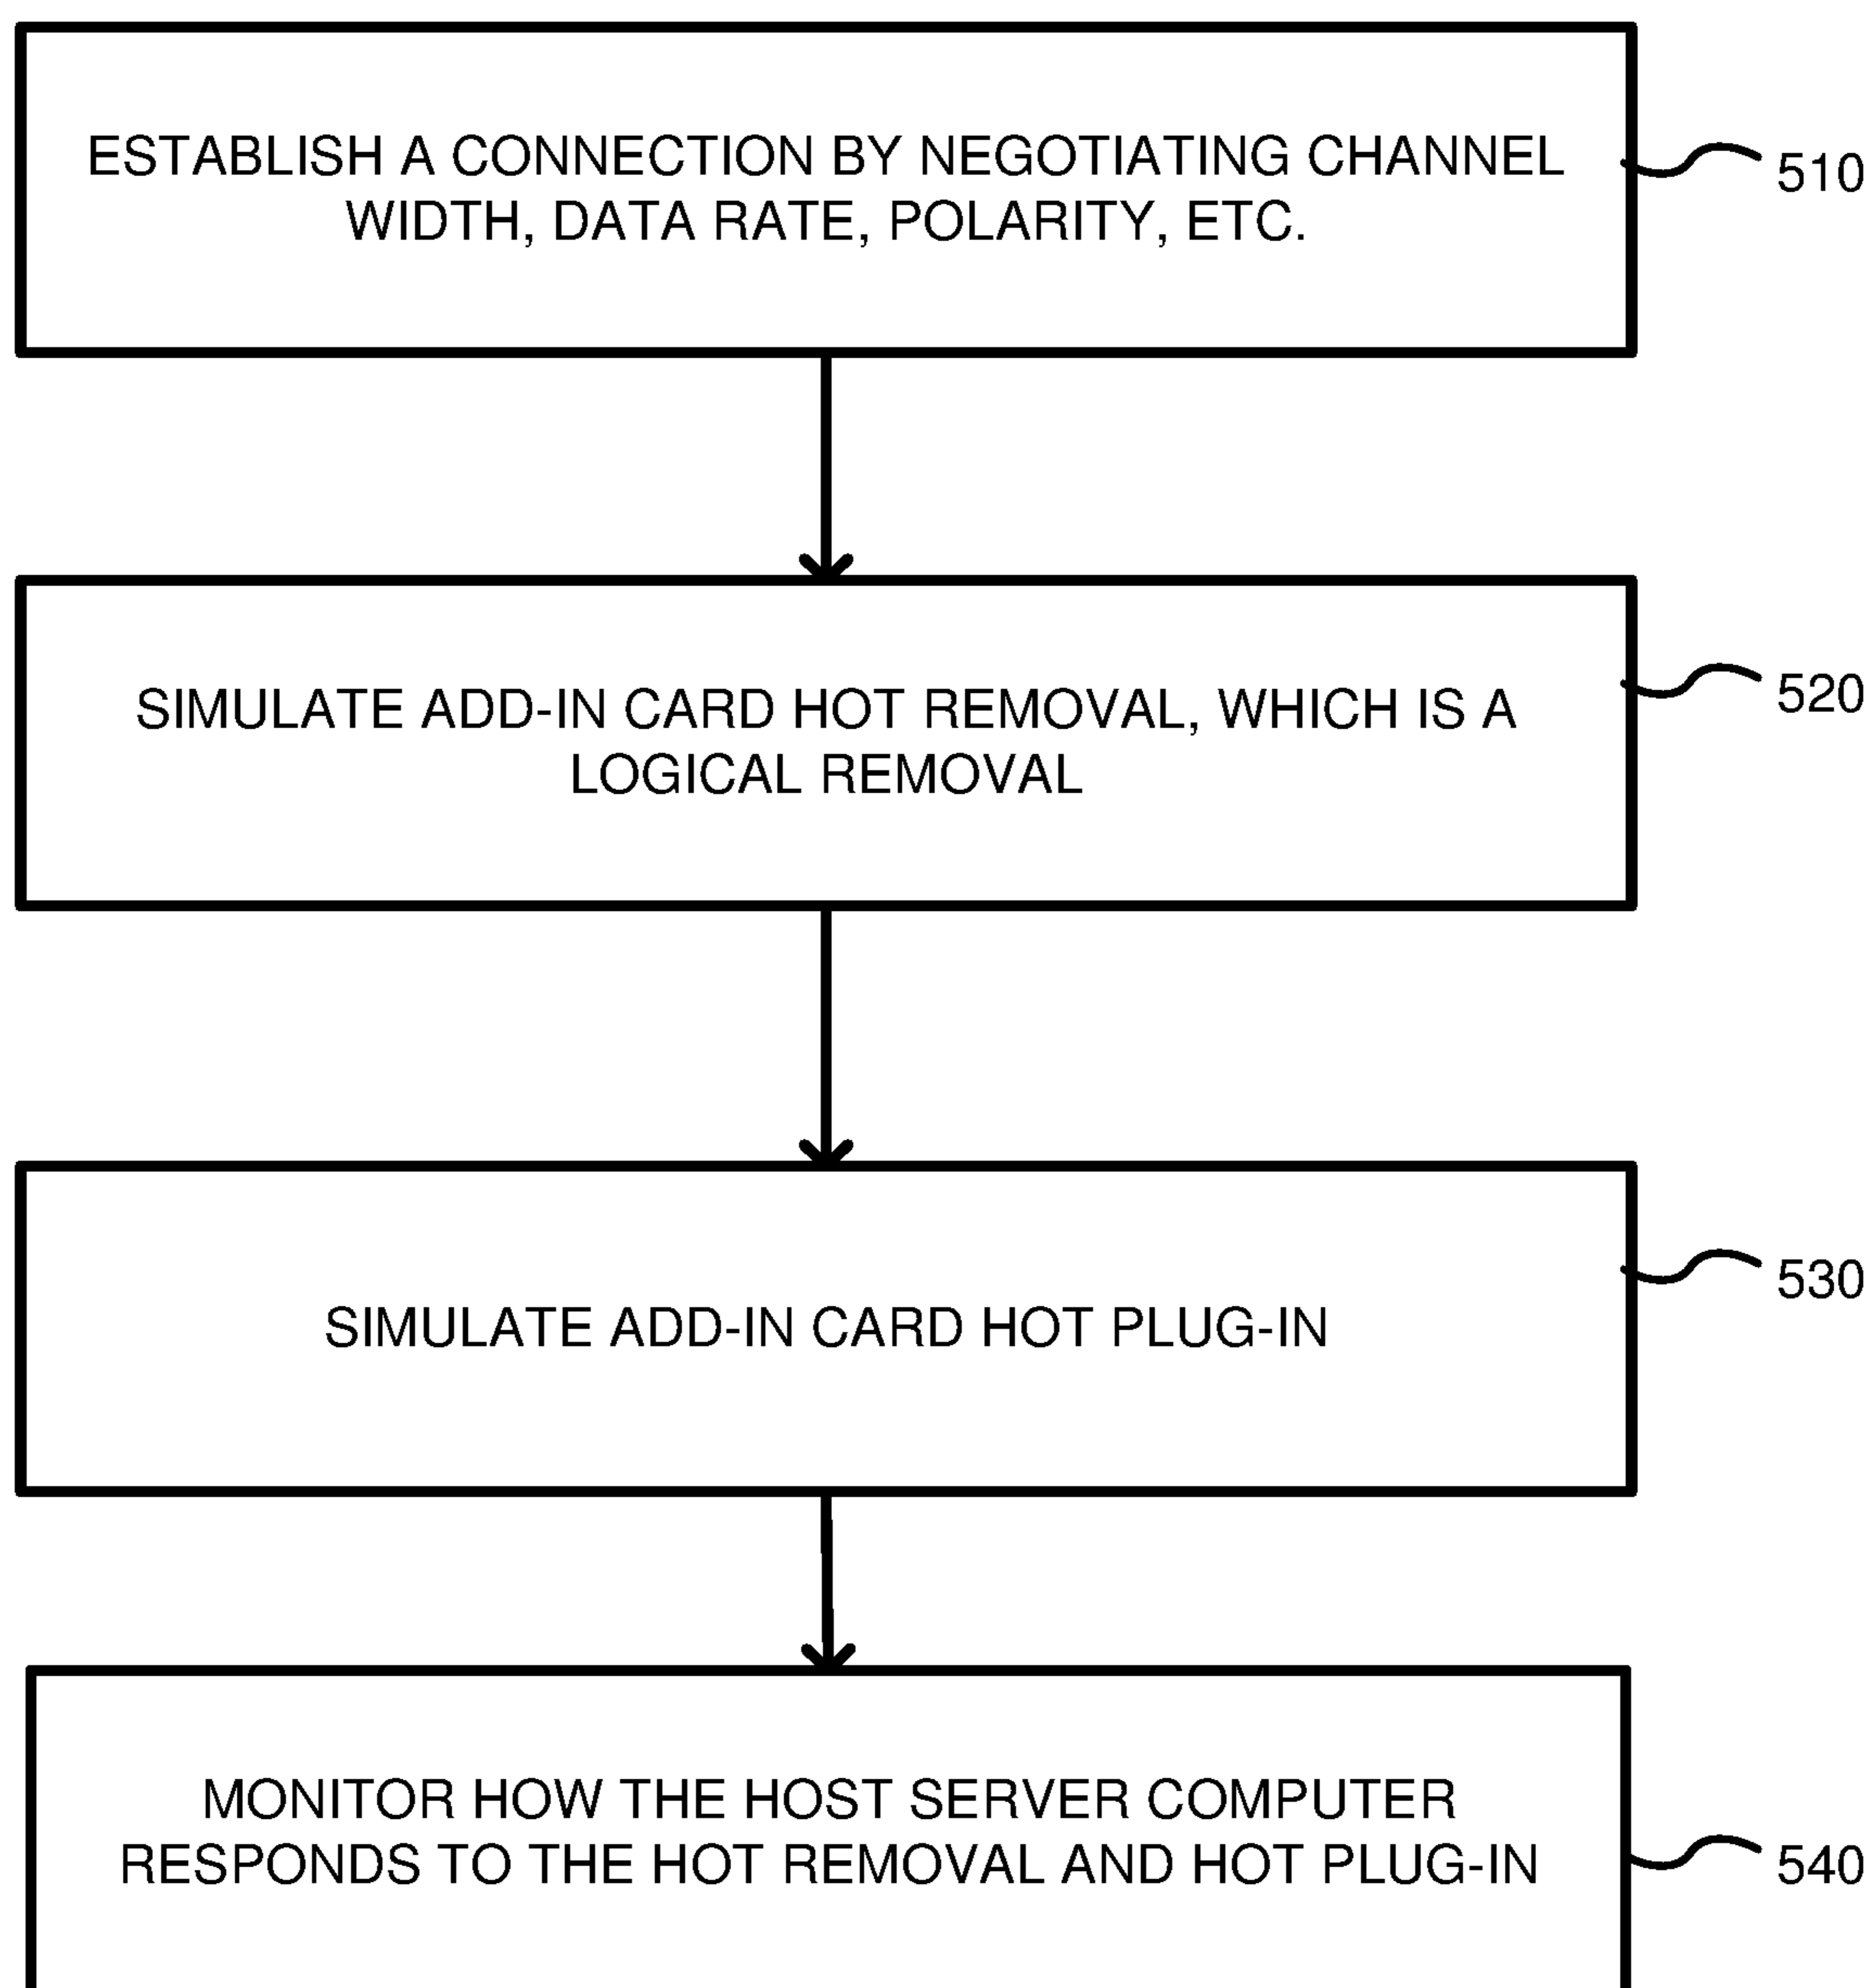 ESTABLISH A CONNECTION BY NEGOTIATING CHANNEL
WIDTH, DATA RATE, POLARITY, ETC.
510
SIMULATE ADD-IN CARD HOT REMOVAL, WHICH IS A
LOGICAL REMOVAL
520
SIMULATE ADD-IN CARD HOT PLUG-IN
530
MONITOR HOW THE HOST SERVER COMPUTER
RESPONDS TO THE HOT REMOVAL AND HOT PLUG-IN
540